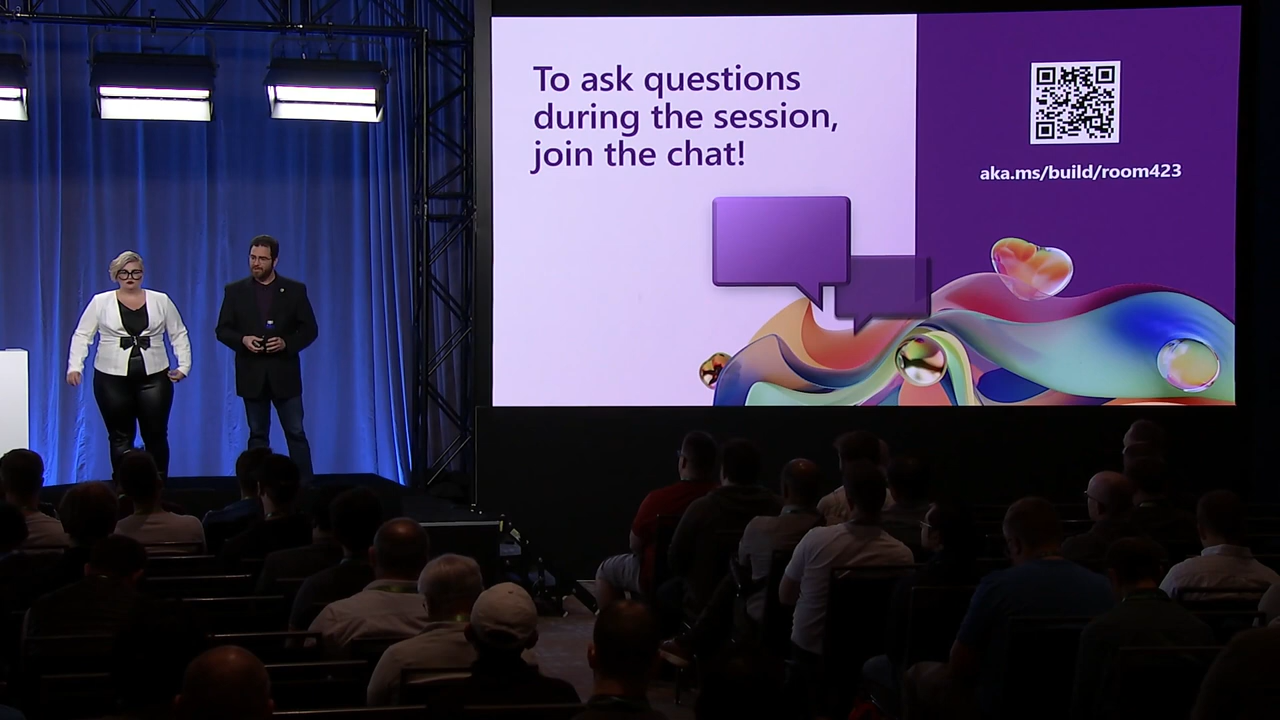 To ask questions
during the session,
join the chat!
aka.ms/build/room423